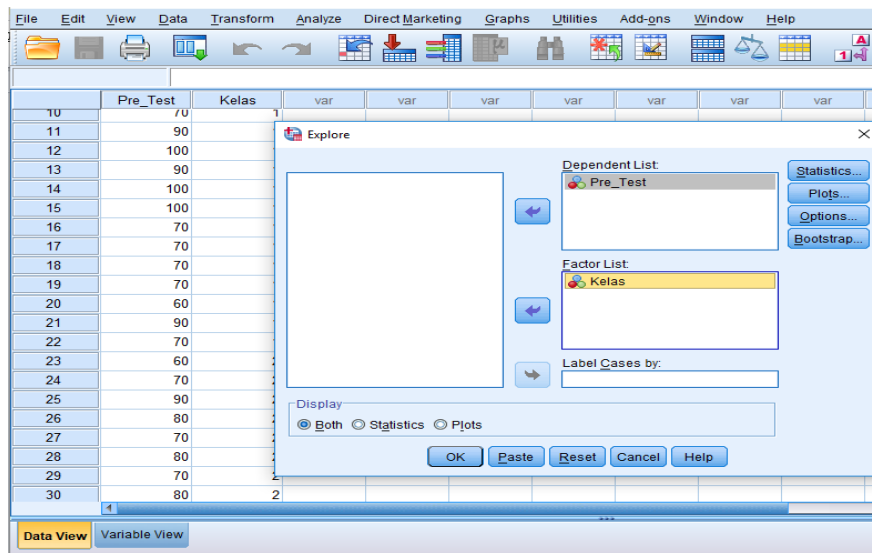 File Edit View Data Transform Analyze Direct Marketing Graphs Utilities Add-ons Window Help
Pre_Test Kelas var var var var var var var
10 70 1
11 90
12 100
13 90
14 100
15 100
16 70
17 70
18 70
19 70
20 60
21 90
22 70
23 60
24 70
25 90
26 80
27 70
28 80
29 70 2
30 80 2
Explore
Dependent List:
Pre_Test
Statistics...
Plots...
Options...
Bootstrap...
Factor List:
Kelas
Label Cases by:
Display
Both Statistics Plots
OK Paste Reset Cancel Help
Data View Variable View